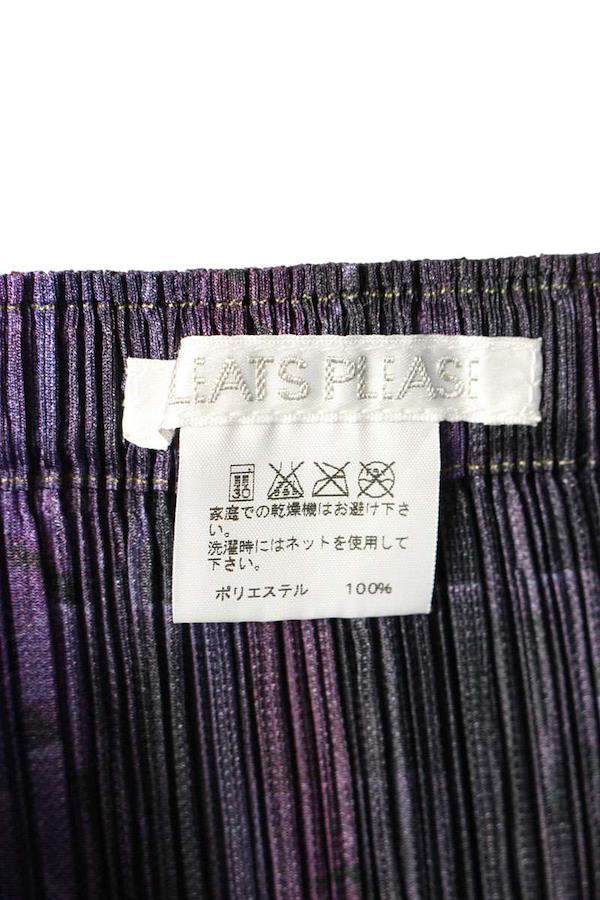 LEATS PLEASE
30
家庭での乾燥機はお避け下さ
い。
洗濯時にはネットを使用して
下さい。
ポリエステル 100%